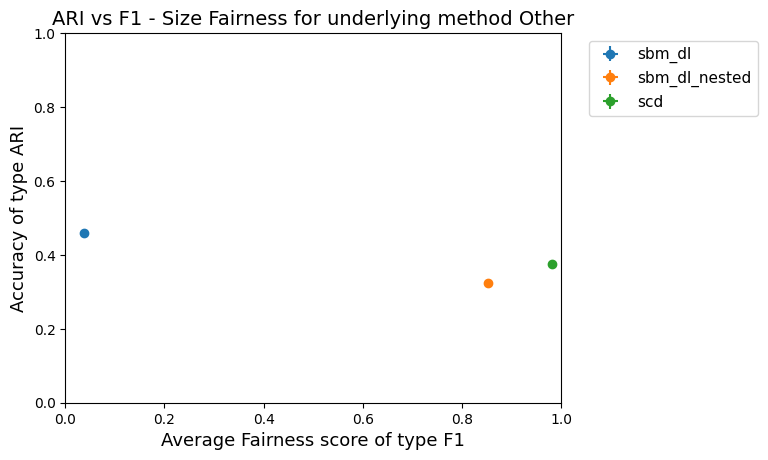 ARI vs F1 - Size Fairness for underlying method Other
sbm_dl
sbm_dl_nested
scd
Accuracy of type ARI
1.0
0.8
0.6
0.4
0.2
0.0
0.0 0.2 0.4 0.6 0.8 1.0
Average Fairness score of type F1